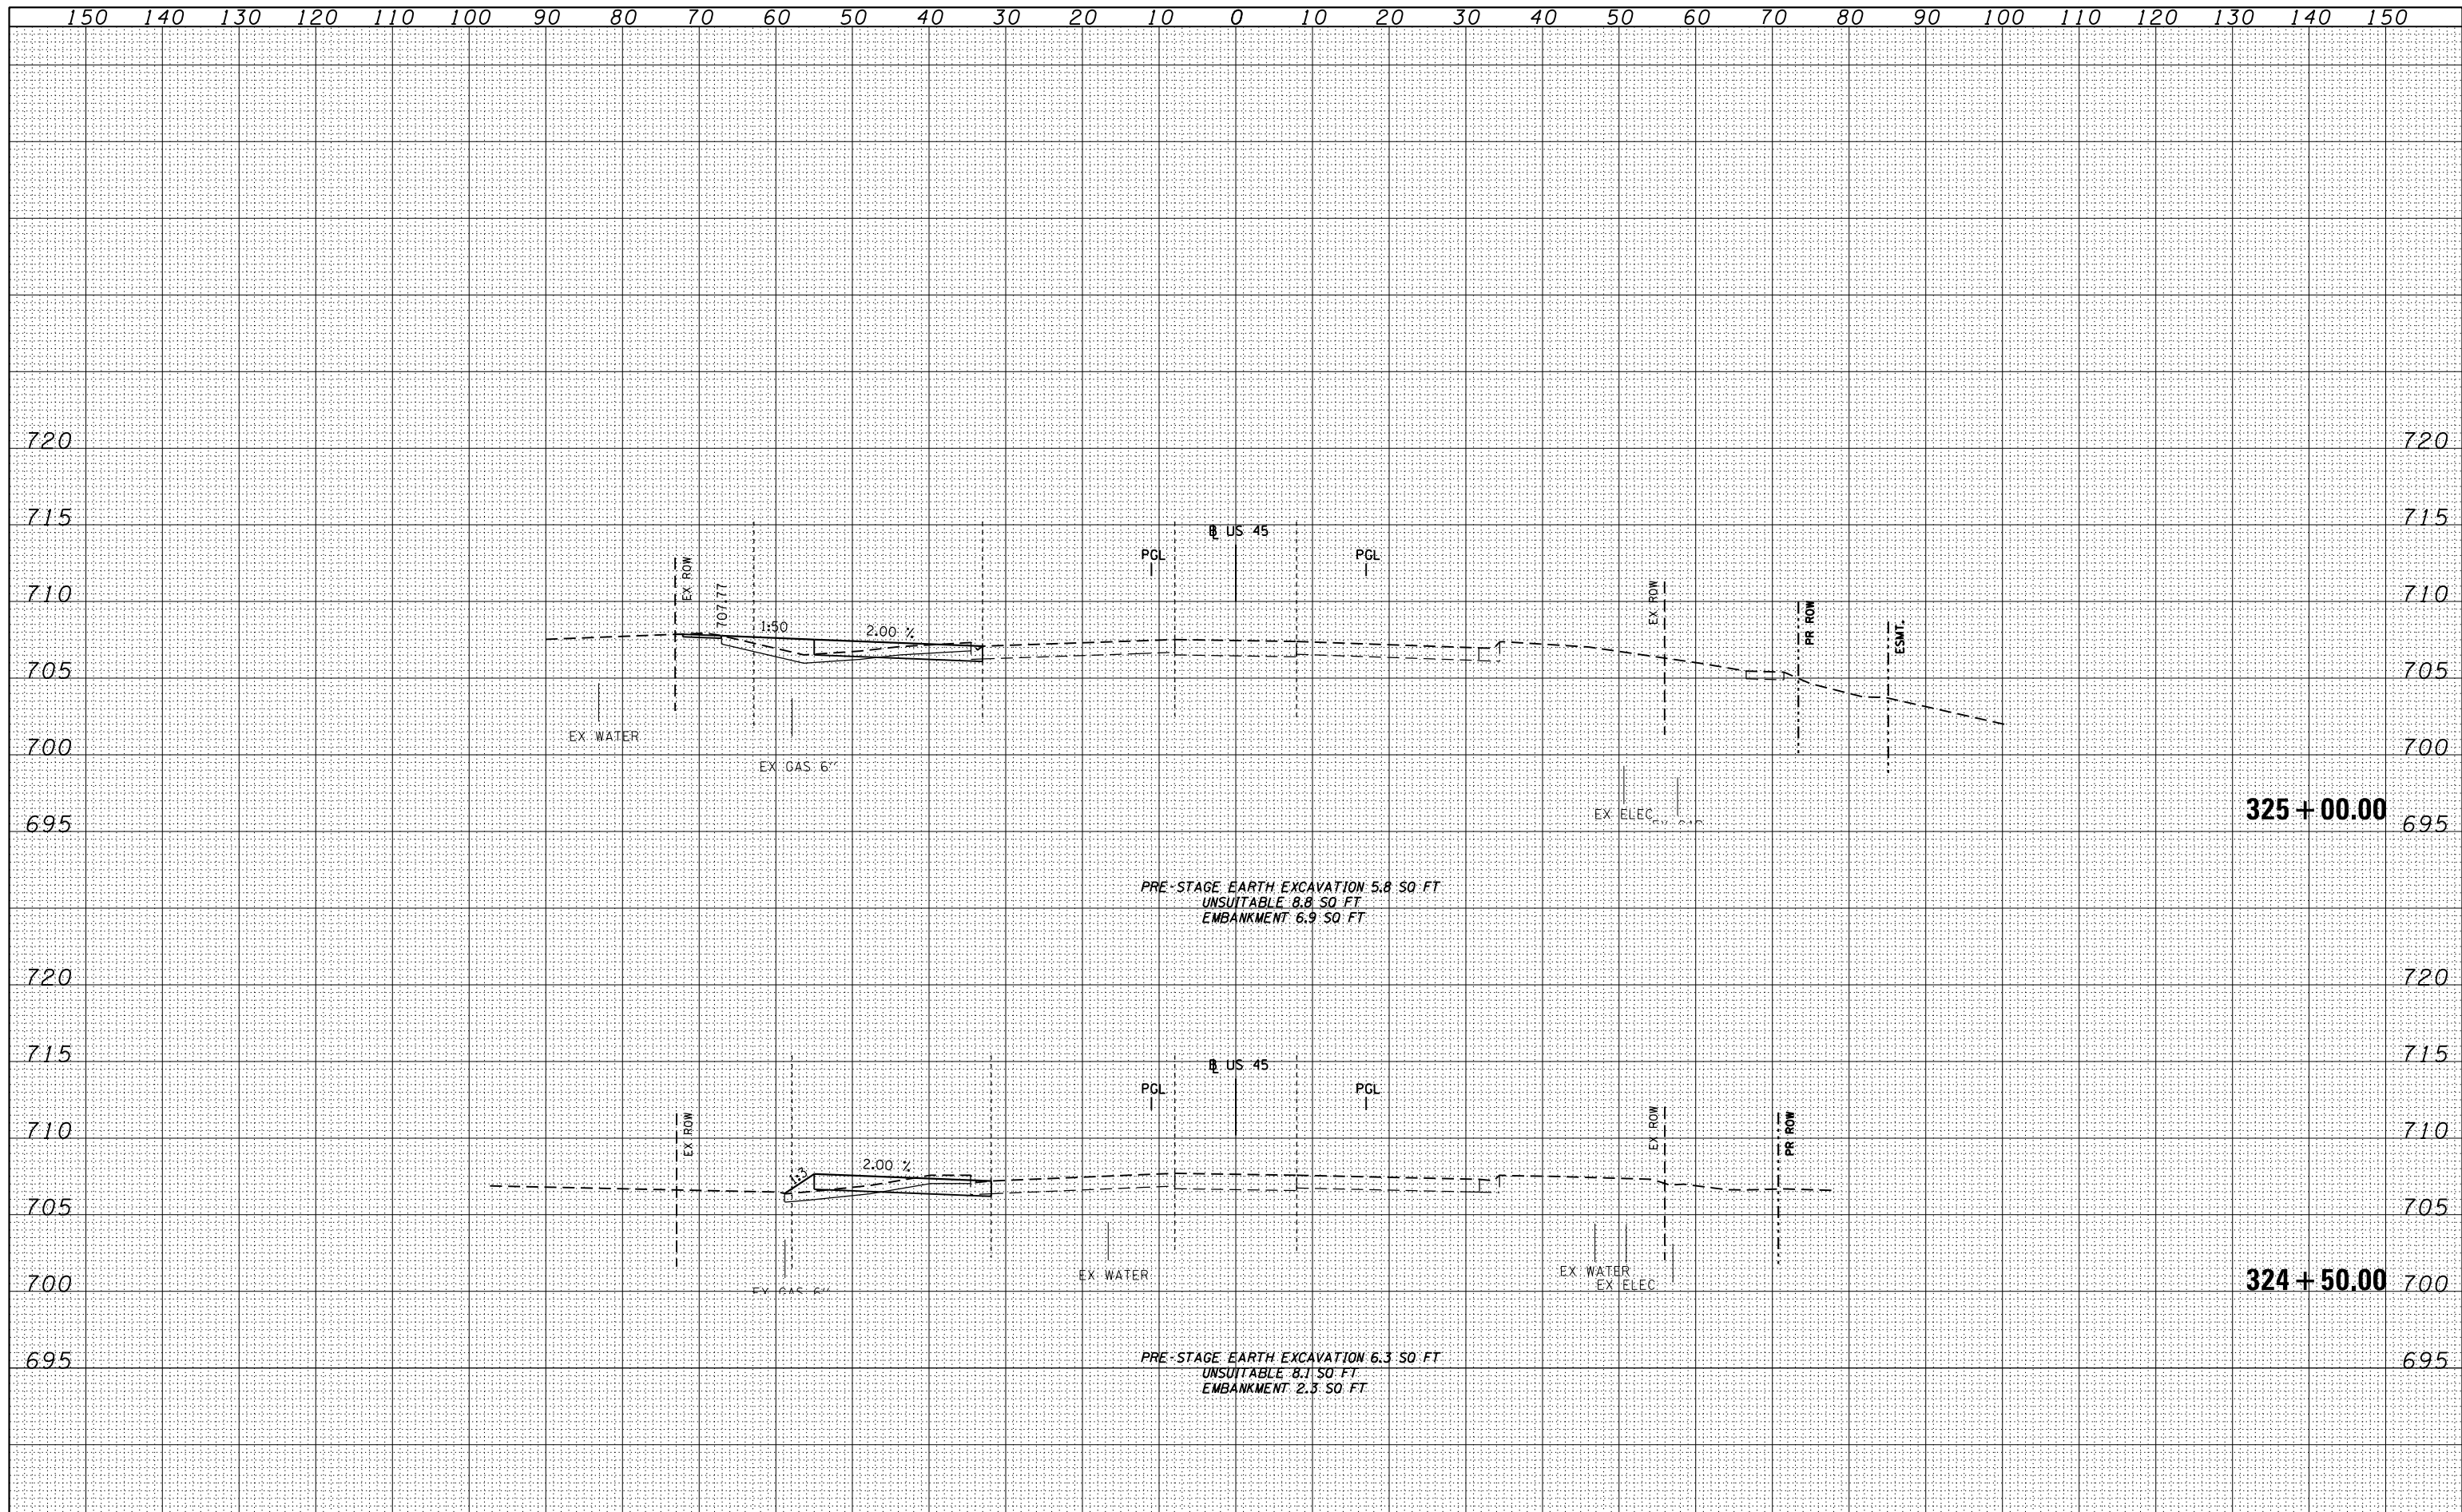 150 140 130 120 110 100 90 80 70 60 50 40 30 20 10 0 10 20 30 40 50 60 70 80 90 100 110 120 130 140 150
720 720
715 715
℄ US 45
PGL PGL
710 710
EX ROW
707.77
1:50
2.00 %
EX ROW
PR ROW
ESMT.
705 705
EX WATER
700 700
EX GAS 6"
EX ELEC
325+00.00
695 695
PRE-STAGE EARTH EXCAVATION 5.8 SQ FT
UNSUITABLE 8.8 SQ FT
EMBANKMENT 6.9 SQ FT
720 720
715 715
℄ US 45
PGL PGL
710 710
EX ROW
1:3
2.00 %
EX ROW
PR ROW
705 705
EX WATER
EX WATER
EX ELEC
EX GAS 6"
700 700
324+50.00
695 695
PRE-STAGE EARTH EXCAVATION 6.3 SQ FT
UNSUITABLE 8.1 SQ FT
EMBANKMENT 2.3 SQ FT